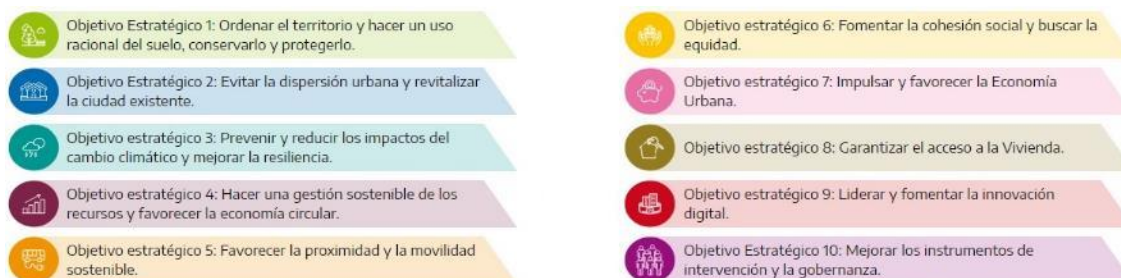 Objetivo Estratégico 1: Ordenar el territorio y hacer un uso
racional del suelo, conservarlo y protegerlo.
Objetivo Estratégico 2: Evitar la dispersión urbana y revitalizar
la ciudad existente.
Objetivo estratégico 3: Prevenir y reducir los impactos del
cambio climático y mejorar la resiliencia.
Objetivo estratégico 4: Hacer una gestión sostenible de los
recursos y favorecer la economía circular.
Objetivo estratégico 5: Favorecer la proximidad y la movilidad
sostenible.
Objetivo estratégico 6: Fomentar la cohesión social y buscar la
equidad.
Objetivo estratégico 7: Impulsar y favorecer la Economía
Urbana.
Objetivo estratégico 8: Garantizar el acceso a la Vivienda.
Objetivo estratégico 9: Liderar y fomentar la innovación
digital.
Objetivo Estratégico 10: Mejorar los instrumentos de
intervención y la gobernanza.